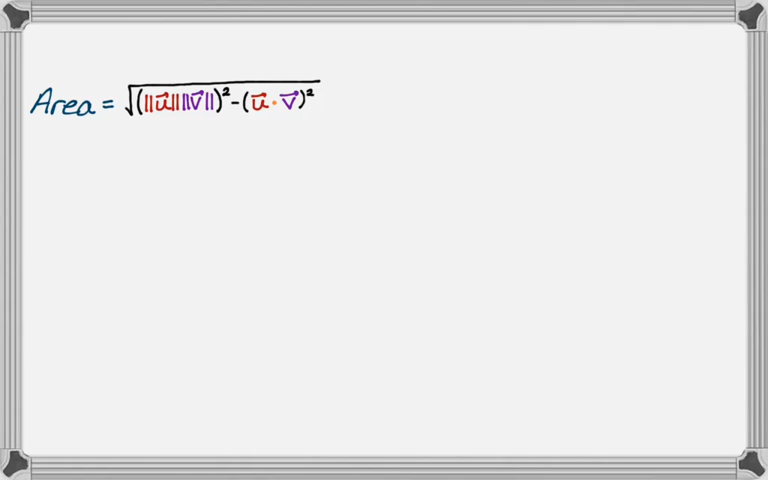 Area = √((||u⃗||||v⃗||)² - (u⃗ · v⃗)²)